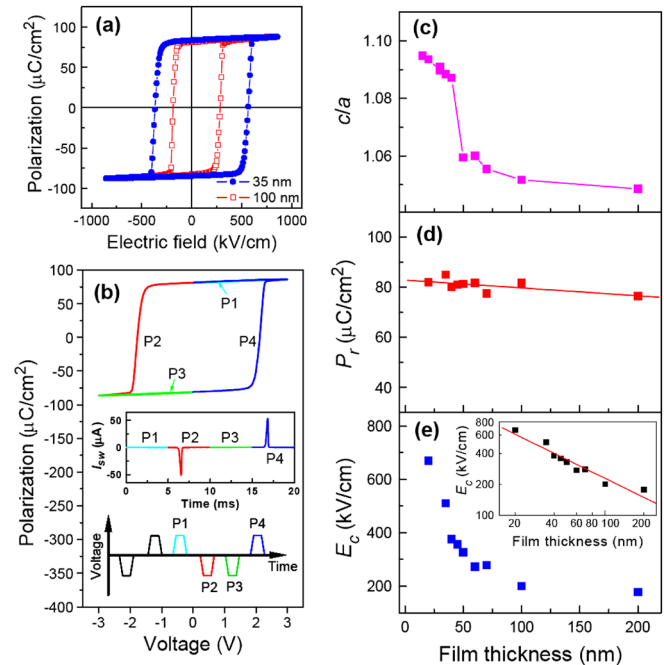 (a)
Polarization (μC/cm²)
100
75
50
25
0
-25
-50
-75
-100
35 nm
100 nm
-1000 -500 0 500 1000
Electric field (kV/cm)
(b)
Polarization (μC/cm²)
100
50
0
-50
-100
-150
-200
-250
-300
-350
-400
P1
P2
P3
P4
I_sw (μA)
50
0
-50
P1 P2 P3
P4
0 5 10 15 20
Time (ms)
Voltage
P1 P4
Time
P2 P3
-3 -2 -1 0 1 2 3
Voltage (V)
(c)
c/a
1.10
1.08
1.06
(d)
P_r (μC/cm²)
100
80
60
40
(e)
E_c (kV/cm)
800
600
400
200
E_c (kV/cm)
800
600
400
200
100
20 40 60 80 100 200
Film thickness (nm)
0 50 100 150 200
Film thickness (nm)